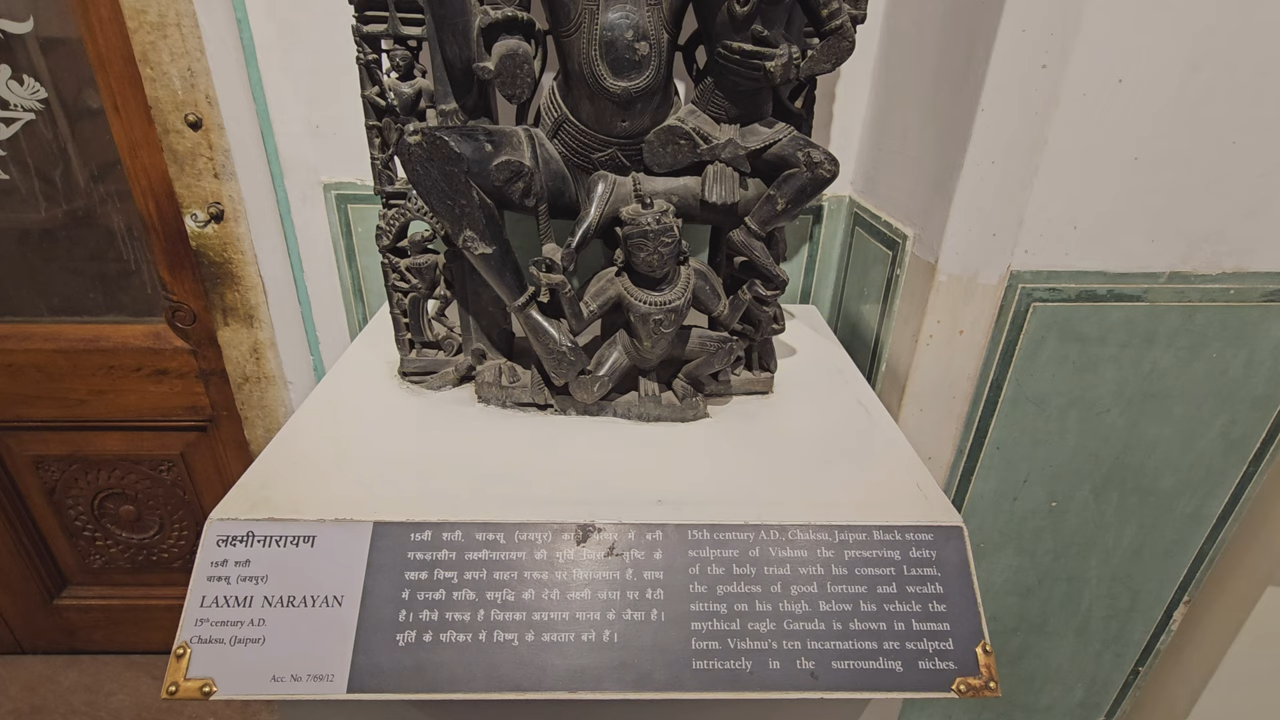 लक्ष्मीनारायण
15वीं शती
चाकसू (जयपुर)
LAXMI NARAYAN
15th century A.D.
Chaksu, (Jaipur)
Acc. No. 7/69/12
15वीं शती, चाकसू (जयपुर) काले पत्थर में बनी
गरूड़ासीन लक्ष्मीनारायण की मूर्ति जिसमें सृष्टि के
रक्षक विष्णु अपने वाहन गरूड़ पर विराजमान हैं, साथ
में उनकी शक्ति, समृद्धि की देवी लक्ष्मी जंघा पर बैठी
है। नीचे गरूड़ है जिसका अग्रभाग मानव के जैसा है।
मूर्ति के परिकर में विष्णु के अवतार बने हैं।
15th century A.D., Chaksu, Jaipur. Black stone
sculpture of Vishnu the preserving deity
of the holy triad with his consort Laxmi,
the goddess of good fortune and wealth
sitting on his thigh. Below his vehicle the
mythical eagle Garuda is shown in human
form. Vishnu's ten incarnations are sculpted
intricately in the surrounding niches.